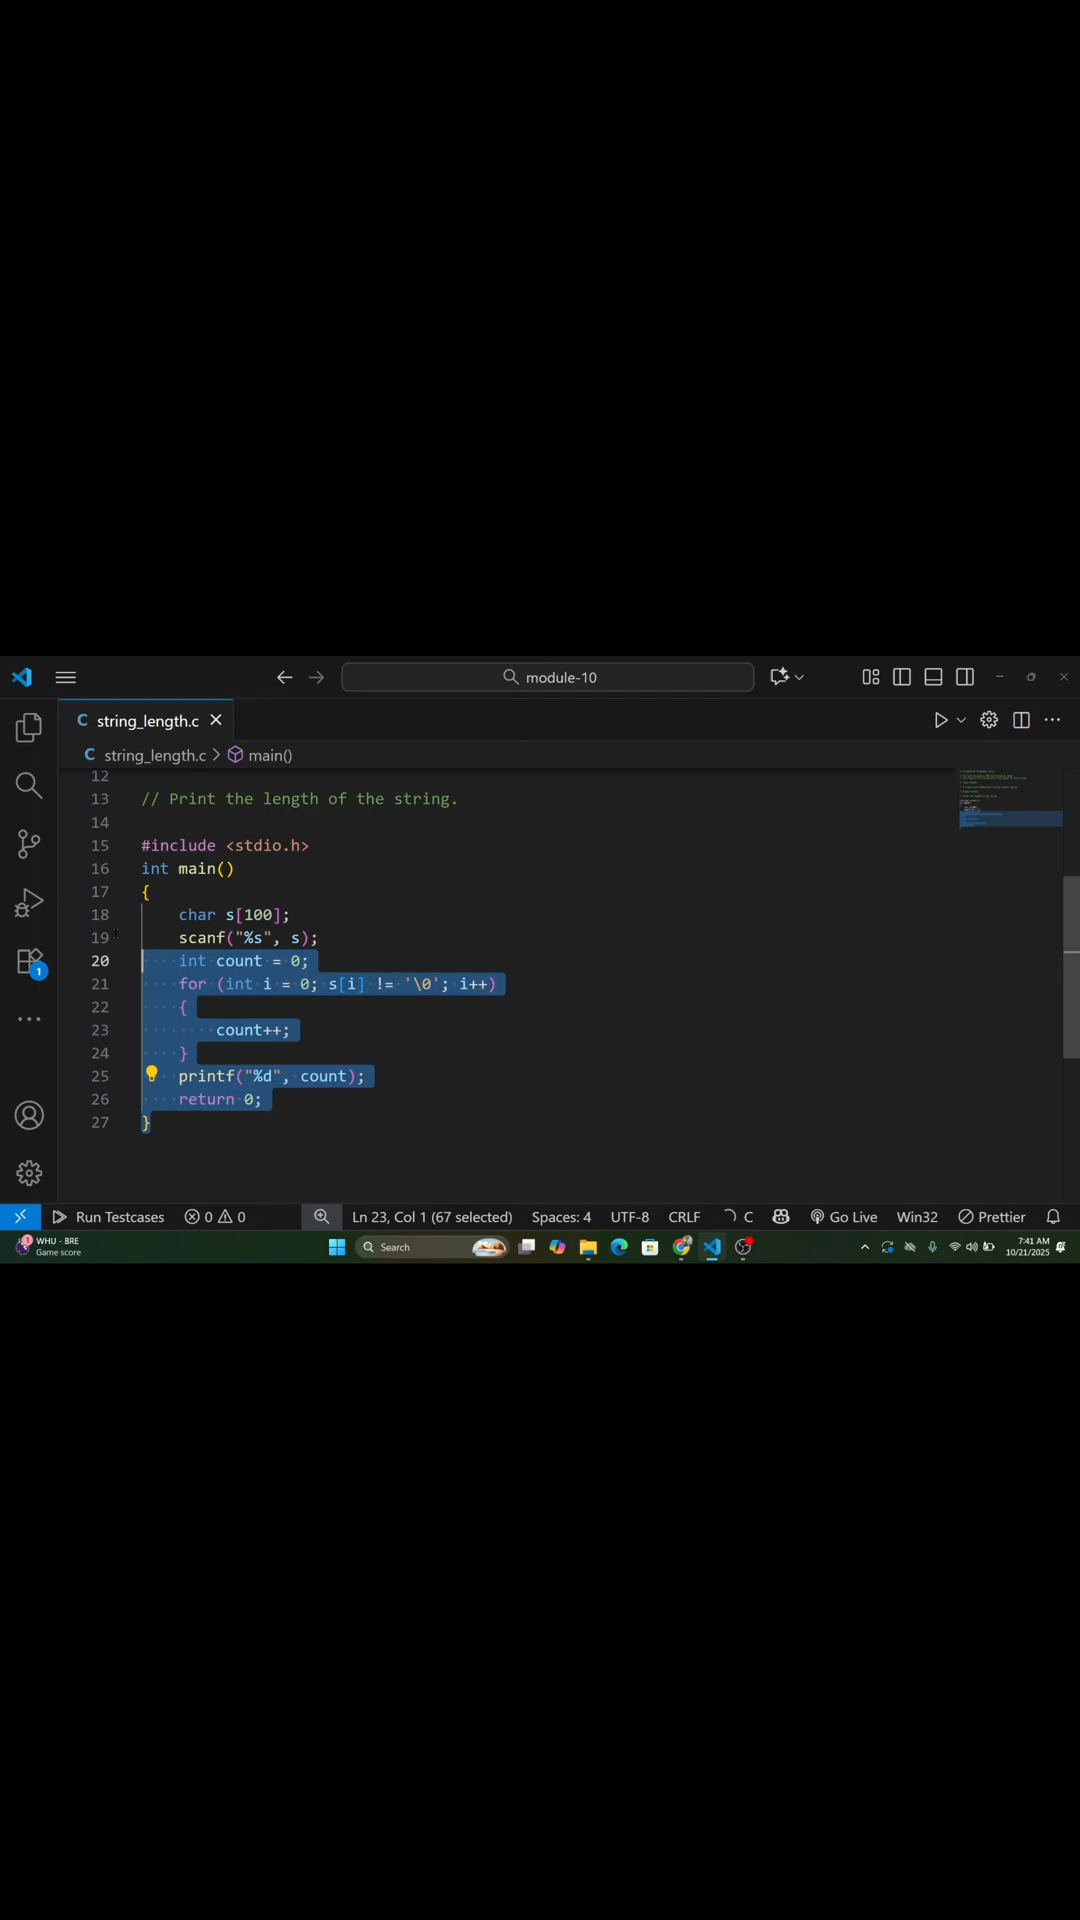 module-10
C string_length.c
C string_length.c > main()
12
13 // Print the length of the string.
14
15 #include <stdio.h>
16 int main()
17 {
18     char s[100];
19     scanf("%s", s);
20     int count = 0;
21     for (int i = 0; s[i] != '\0'; i++)
22     {
23         count++;
24     }
25     printf("%d", count);
26     return 0;
27 }
1
Run Testcases 0 0 Ln 23, Col 1 (67 selected) Spaces: 4 UTF-8 CRLF C Go Live Win32 Prettier
1 WHU - BRE
Game score
Search
7:41 AM
10/21/2025